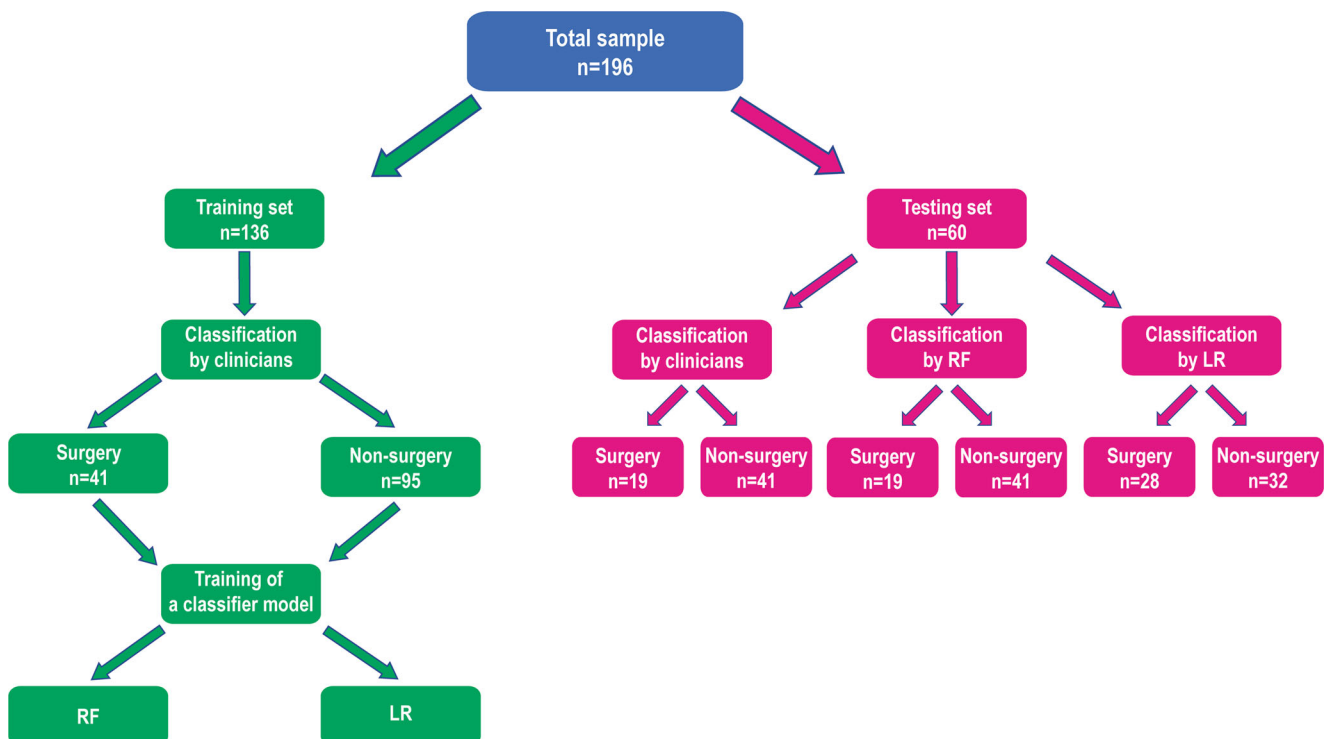 Total sample
n=196
Training set
n=136
Testing set
n=60
Classification
by clinicians
Classification
by clinicians
Classification
by RF
Classification
by LR
Surgery
n=41
Non-surgery
n=95
Surgery
n=19
Non-surgery
n=41
Surgery
n=19
Non-surgery
n=41
Surgery
n=28
Non-surgery
n=32
Training of
a classifier model
RF
LR